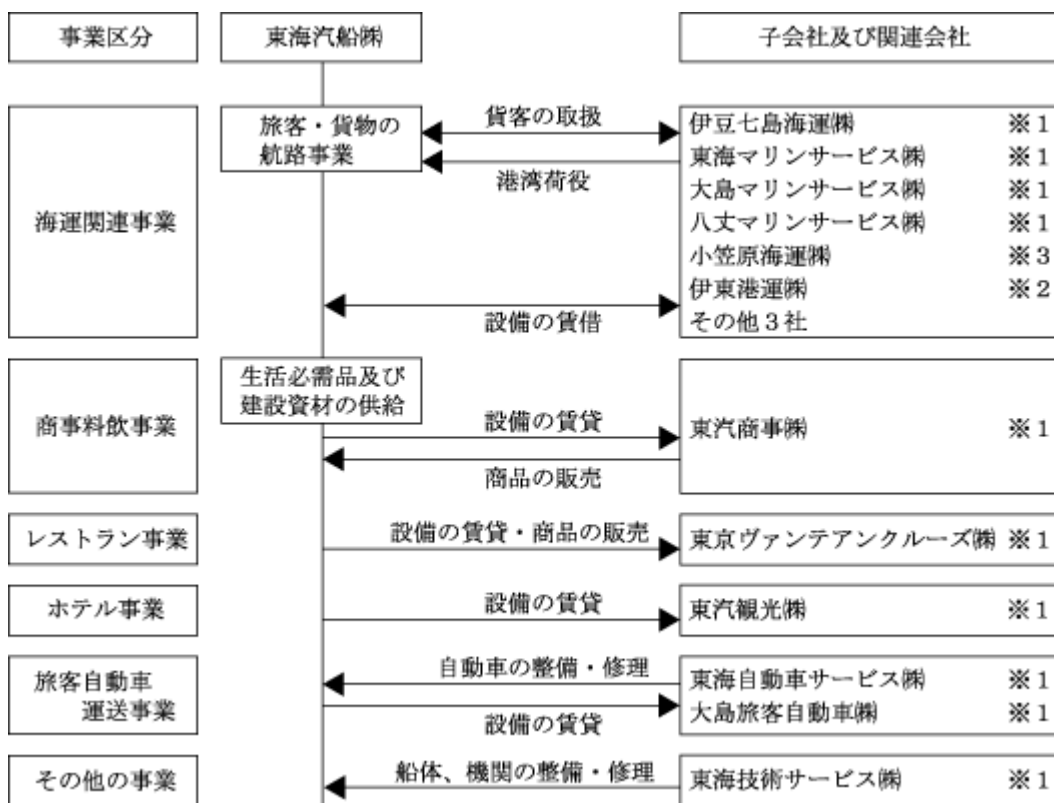 事業区分
東海汽船㈱
子会社及び関連会社
海運関連事業
旅客・貨物の
航路事業
貨客の取扱
港湾荷役
設備の賃借
伊豆七島海運㈱ ※1
東海マリンサービス㈱ ※1
大島マリンサービス㈱ ※1
八丈マリンサービス㈱ ※1
小笠原海運㈱ ※3
伊東港運㈱ ※2
その他3社
商事料飲事業
生活必需品及び
建設資材の供給
設備の賃貸
商品の販売
東汽商事㈱ ※1
レストラン事業
設備の賃貸・商品の販売
東京ヴァンテアンクルーズ㈱ ※1
ホテル事業
設備の賃貸
東汽観光㈱ ※1
旅客自動車
運送事業
自動車の整備・修理
設備の賃貸
東海自動車サービス㈱ ※1
大島旅客自動車㈱ ※1
その他の事業
船体、機関の整備・修理
東海技術サービス㈱ ※1